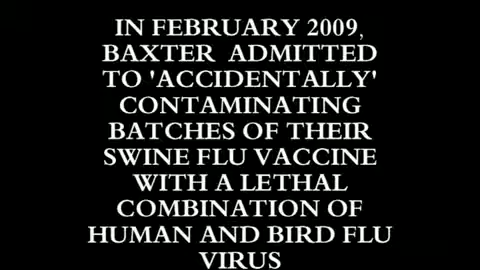 IN FEBRUARY 2009,
BAXTER ADMITTED
TO 'ACCIDENTALLY'
CONTAMINATING
BATCHES OF THEIR
SWINE FLU VACCINE
WITH A LETHAL
COMBINATION OF
HUMAN AND BIRD FLU
VIRUS